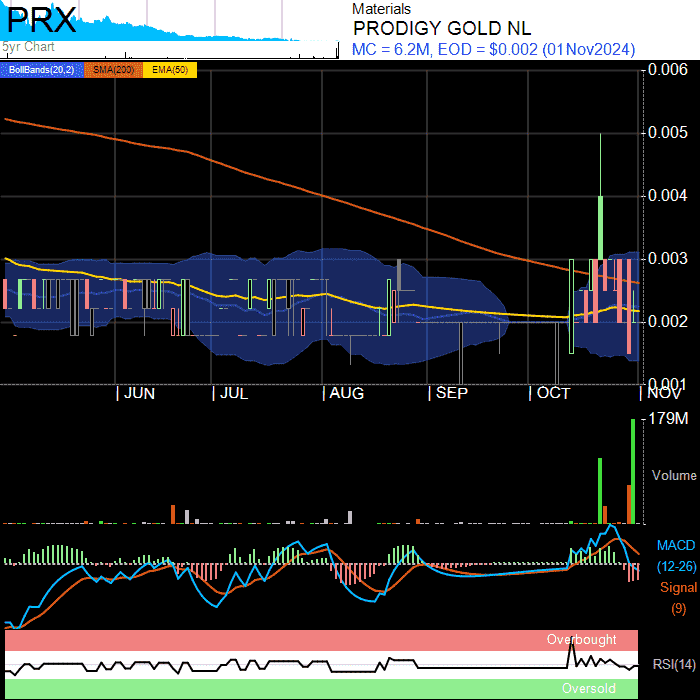 PRX
5yr Chart
Materials
PRODIGY GOLD NL
MC = 6.2M, EOD = $0.002 (01Nov2024)
BollBands(20,2) SMA(200) EMA(50)
0.006
0.005
0.004
0.003
0.002
0.001
JUN JUL AUG SEP OCT NOV
179M
Volume
MACD
(12-26)
Signal
(9)
Overbought
RSI(14)
Oversold